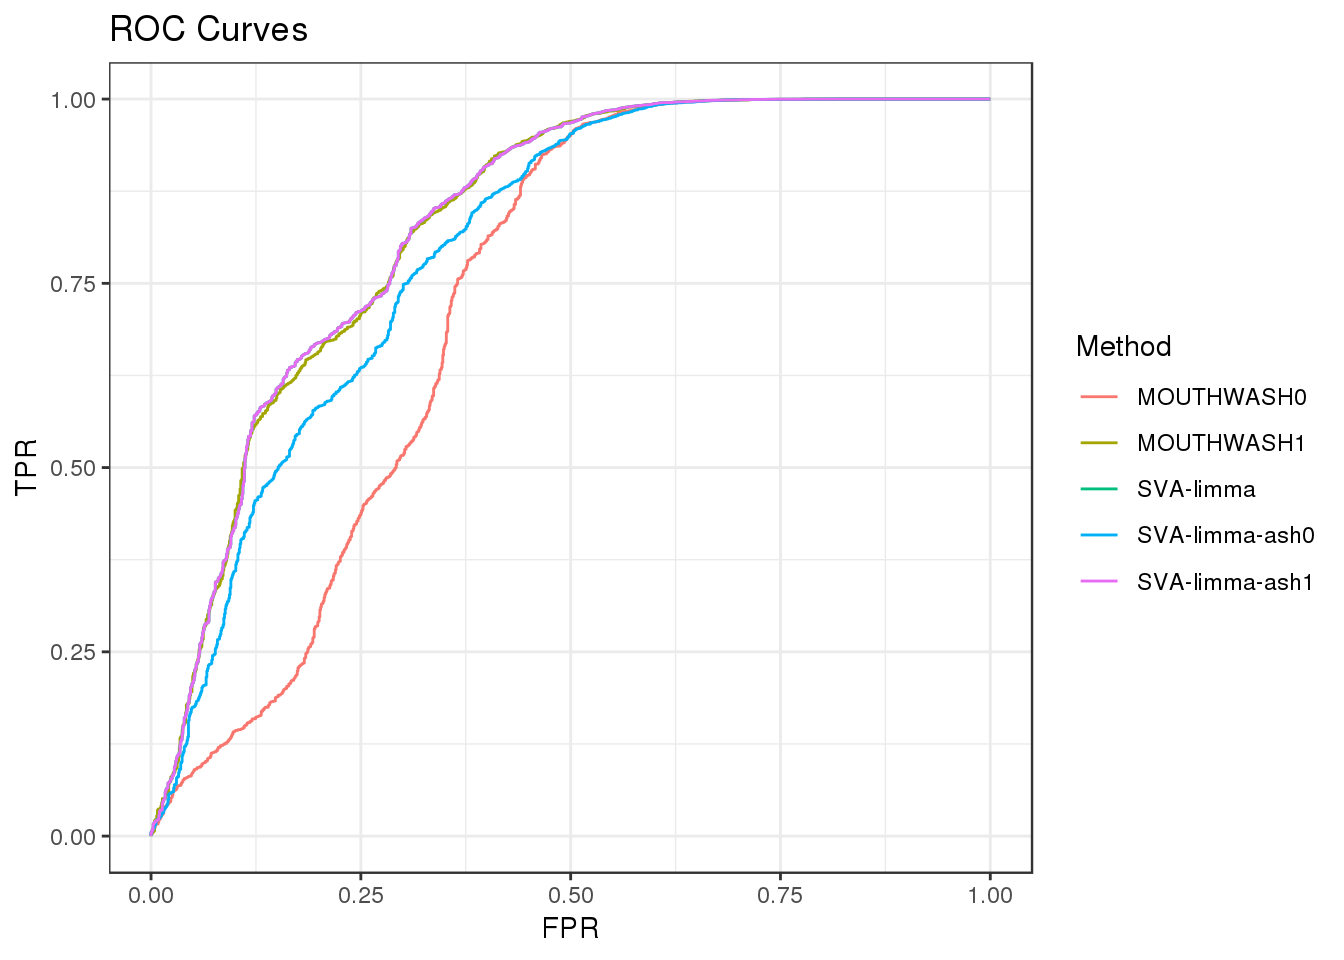 ROC Curves
1.00
0.75
0.50
0.25
0.00
TPR
0.00 0.25 0.50 0.75 1.00
FPR
Method
MOUTHWASH0
MOUTHWASH1
SVA-limma
SVA-limma-ash0
SVA-limma-ash1